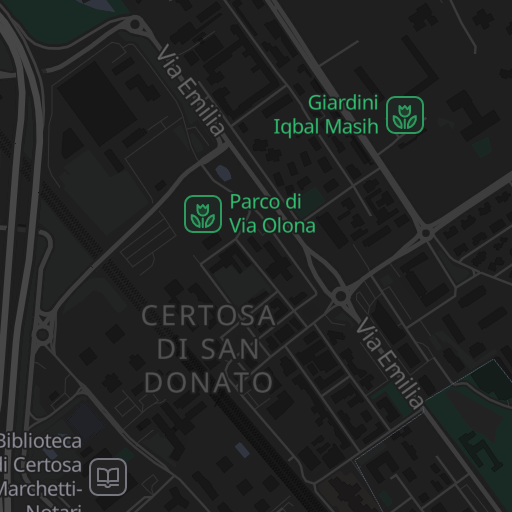 Via Emilia
Giardini
Iqbal Masih
Parco di
Via Olona
CERTOSA
DI SAN
DONATO
Via Emilia
Biblioteca
di Certosa
Marchetti-
Notari